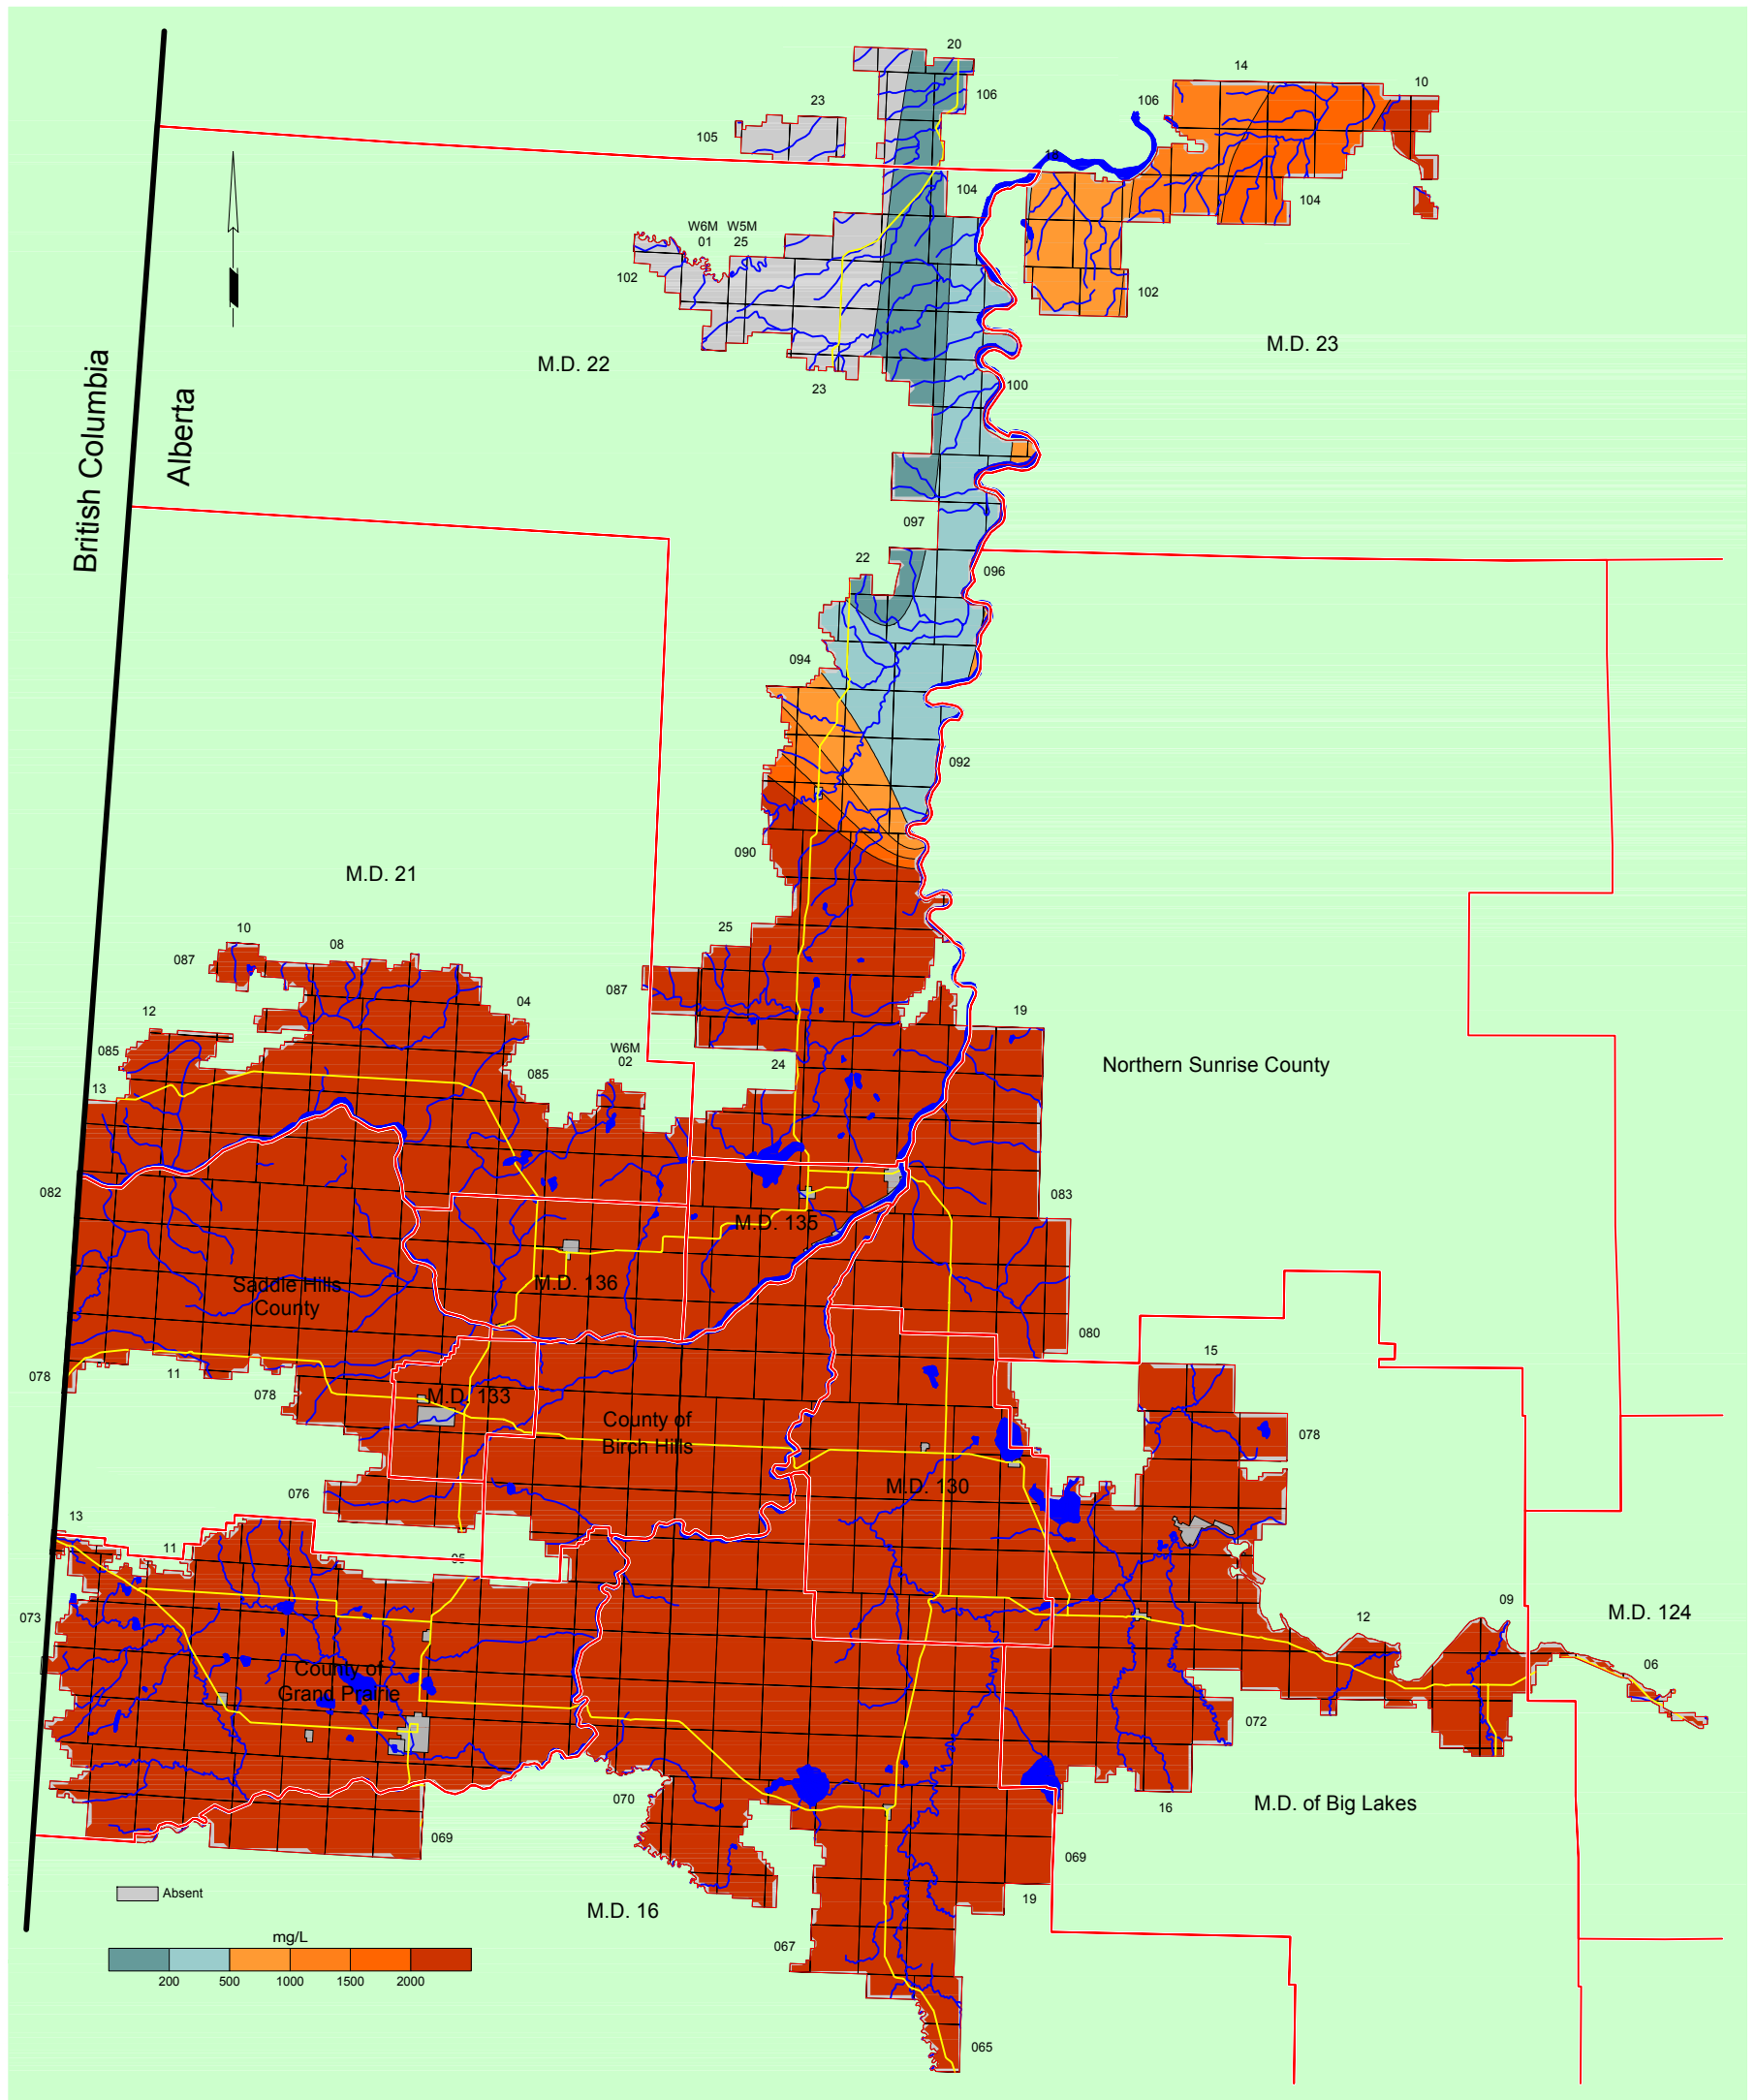 20
14
10
23
106
106
105
18
104
104
W6M W5M
01 25
102
102
M.D. 22
M.D. 23
23
100
British Columbia
Alberta
097
22
096
094
092
090
M.D. 21
10
08
25
087
087
12
04
19
085
W6M
02
085
24
13
Northern Sunrise County
082
083
M.D. 135
Saddle Hills
County
M.D. 136
080
078
11
078
M.D. 133
15
County of
Birch Hills
078
M.D. 130
076
13
11
05
073
12
09
M.D. 124
County of
Grand Prairie
06
072
070
16
M.D. of Big Lakes
069
069
19
Absent
M.D. 16
mg/L
067
200 500 1000 1500 2000
065